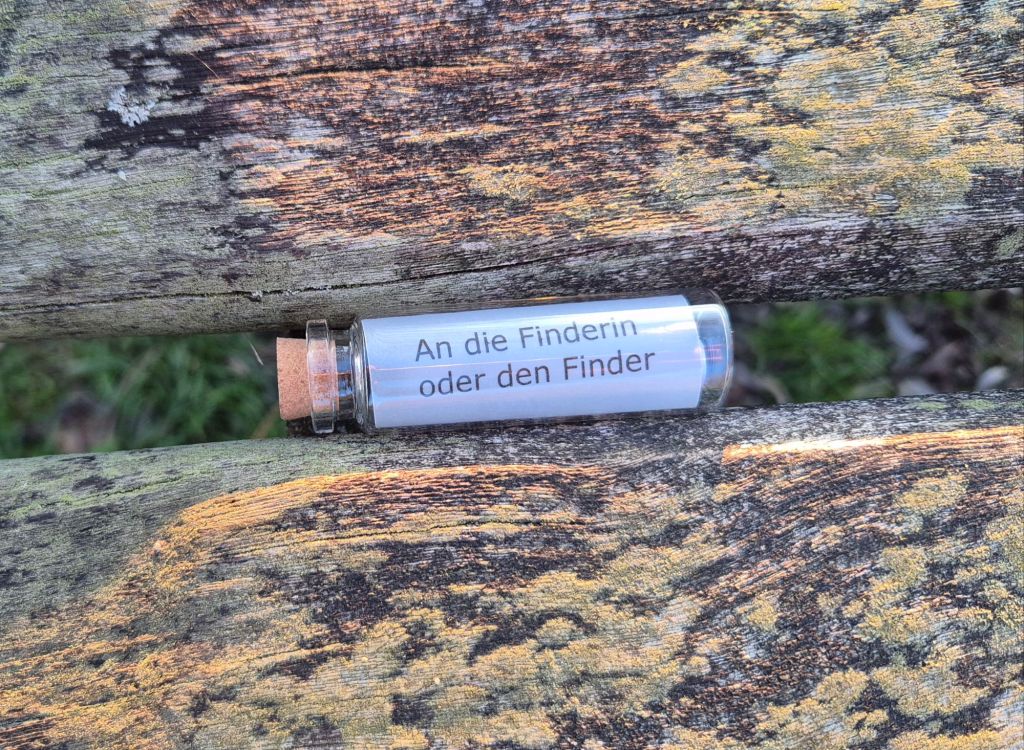 An die Finderin
oder den Finder